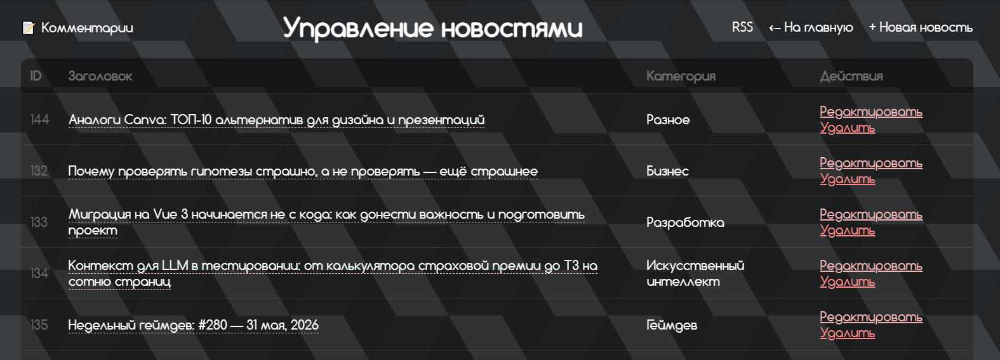 📝 Комментарии
Управление новостями
RSS
← На главную
+ Новая новость
ID
Заголовок
Категория
Действия
144
Аналоги Canva: ТОП-10 альтернатив для дизайна и презентаций
Разное
Редактировать
Удалить
132
Почему проверять гипотезы страшно, а не проверять — ещё страшнее
Бизнес
Редактировать
Удалить
133
Миграция на Vue 3 начинается не с кода: как донести важность и подготовить
проект
Разработка
Редактировать
Удалить
134
Контекст для LLM в тестировании: от калькулятора страховой премии до ТЗ на
сотню страниц
Искусственный
интеллект
Редактировать
Удалить
135
Недельный геймдев: #280 — 31 мая, 2026
Геймдев
Редактировать
Удалить